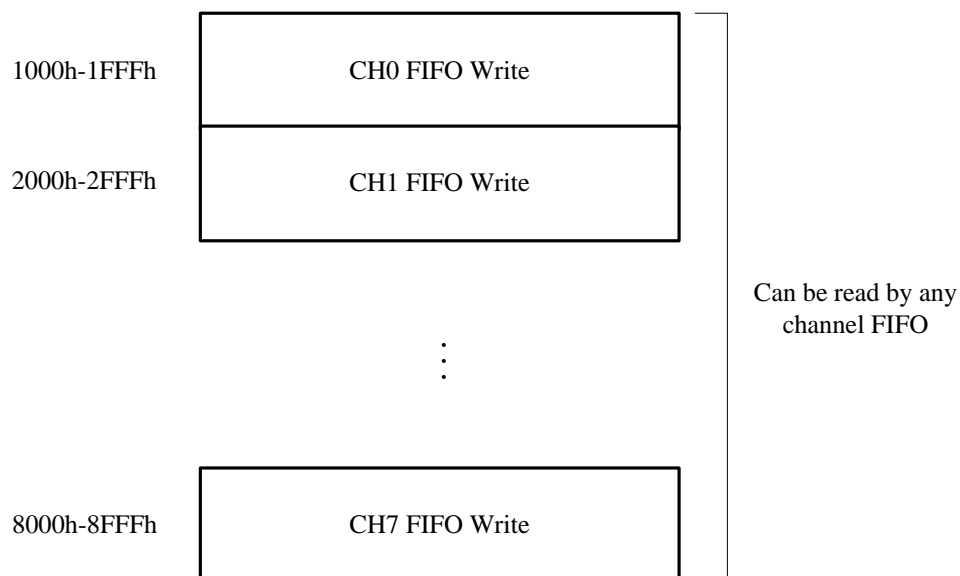 1000h-1FFFh
CH0 FIFO Write
2000h-2FFFh
CH1 FIFO Write
Can be read by any
channel FIFO
8000h-8FFFh
CH7 FIFO Write